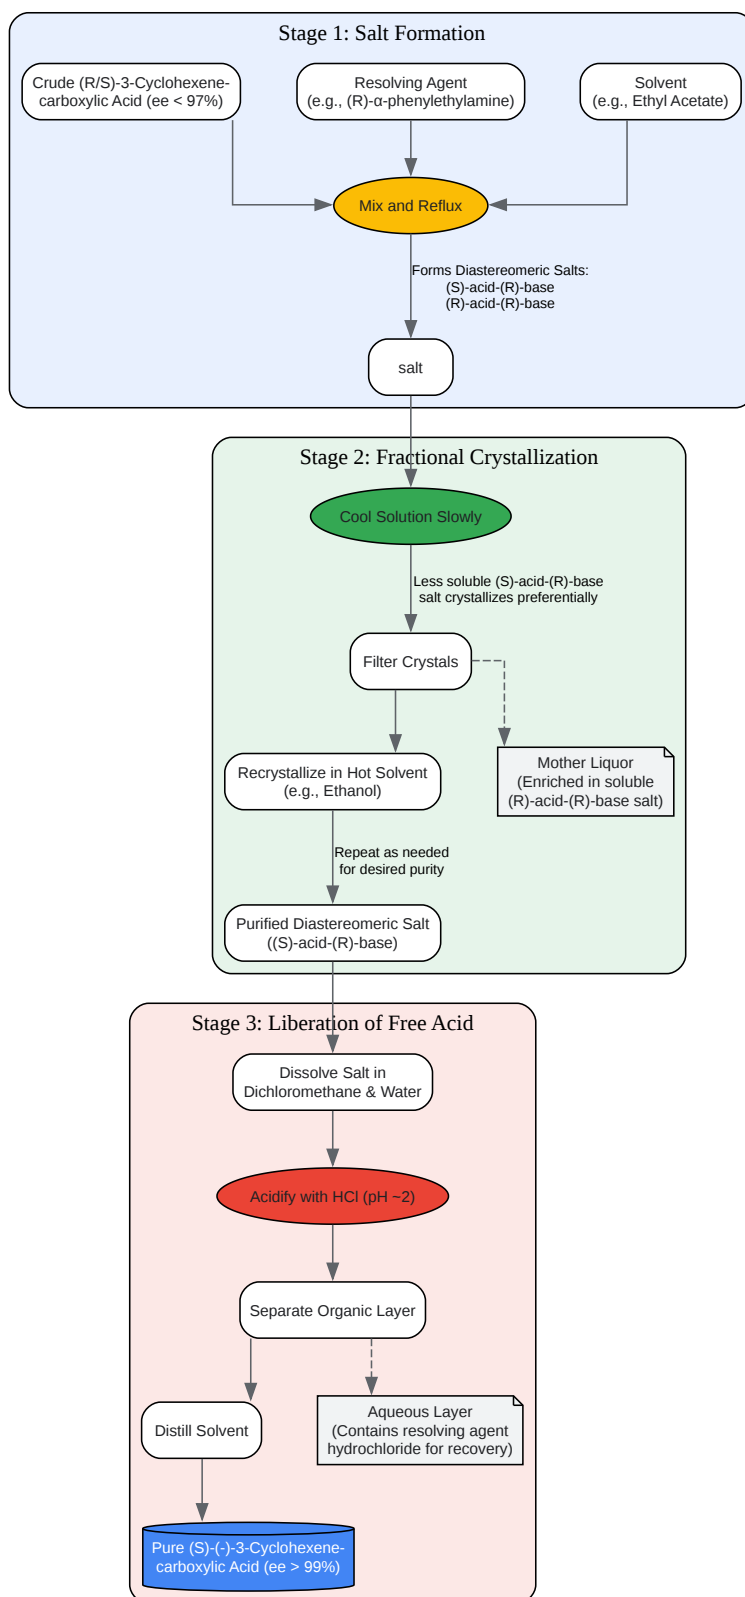 Stage 1: Salt Formation
Crude (R/S)-3-Cyclohexene-
carboxylic Acid (ee < 97%)
Resolving Agent
(e.g., (R)-α-phenylethylamine)
Solvent
(e.g., Ethyl Acetate)
Mix and Reflux
Forms Diastereomeric Salts:
(S)-acid-(R)-base
(R)-acid-(R)-base
salt
Stage 2: Fractional Crystallization
Cool Solution Slowly
Less soluble (S)-acid-(R)-base
salt crystallizes preferentially
Filter Crystals
Recrystallize in Hot Solvent
(e.g., Ethanol)
Mother Liquor
(Enriched in soluble
(R)-acid-(R)-base salt)
Repeat as needed
for desired purity
Purified Diastereomeric Salt
((S)-acid-(R)-base)
Stage 3: Liberation of Free Acid
Dissolve Salt in
Dichloromethane & Water
Acidify with HCl (pH ~2)
Separate Organic Layer
Distill Solvent
Aqueous Layer
(Contains resolving agent
hydrochloride for recovery)
Pure (S)-(-)-3-Cyclohexene-
carboxylic Acid (ee > 99%)